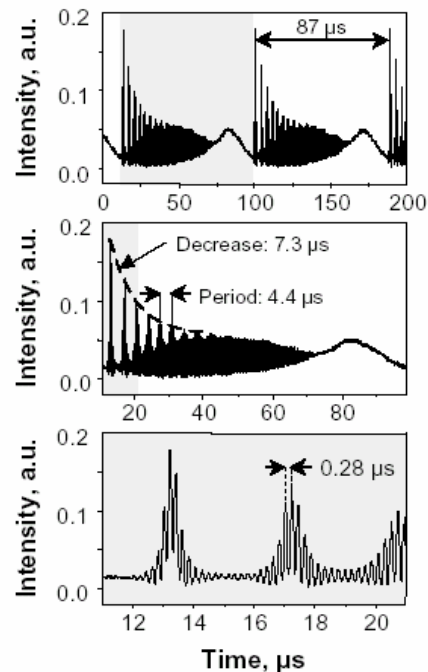 Intensity, a.u.
0.2
0.1
0.0
87 µs
0 50 100 150 200
Intensity, a.u.
0.2
0.1
0.0
Decrease: 7.3 µs
Period: 4.4 µs
20 40 60 80
Intensity, a.u.
0.2
0.1
0.0
0.28 µs
12 14 16 18 20
Time, µs